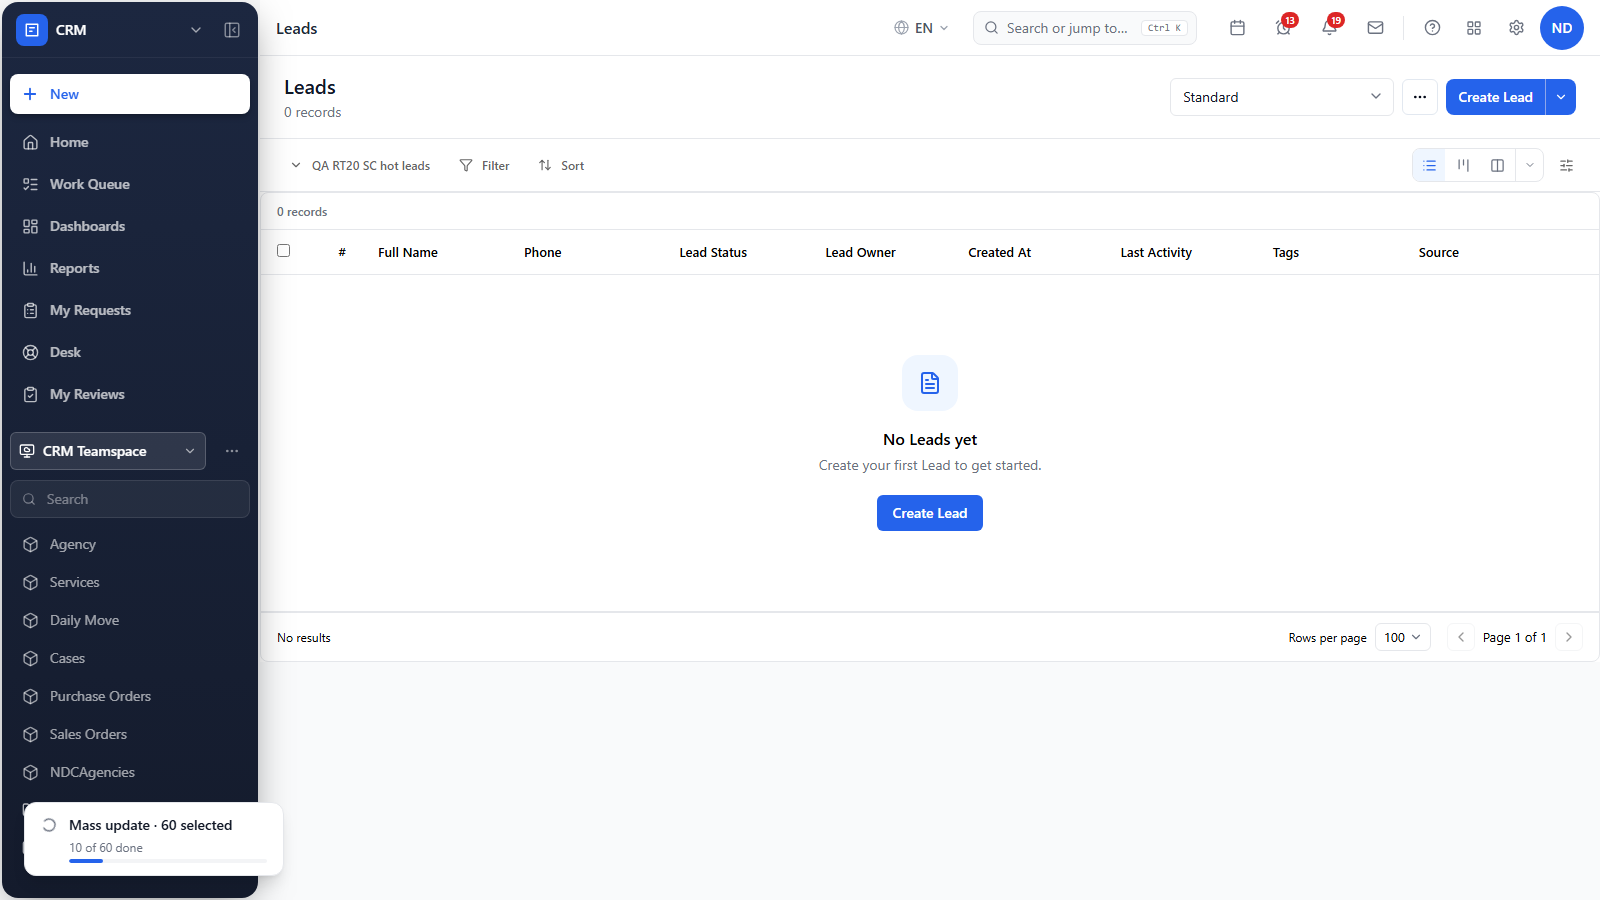 CRM
New
Home
Work Queue
Dashboards
Reports
My Requests
Desk
My Reviews
CRM Teamspace
Search
Agency
Services
Daily Move
Cases
Purchase Orders
Sales Orders
NDCAgencies
Mass update · 60 selected
10 of 60 done
Leads
EN
Search or jump to...
Ctrl K
13
19
ND
Leads
0 records
Standard
Create Lead
QA RT20 SC hot leads
Filter
Sort
0 records
# Full Name Phone Lead Status Lead Owner Created At Last Activity Tags Source
No Leads yet
Create your first Lead to get started.
Create Lead
No results
Rows per page
100
Page 1 of 1